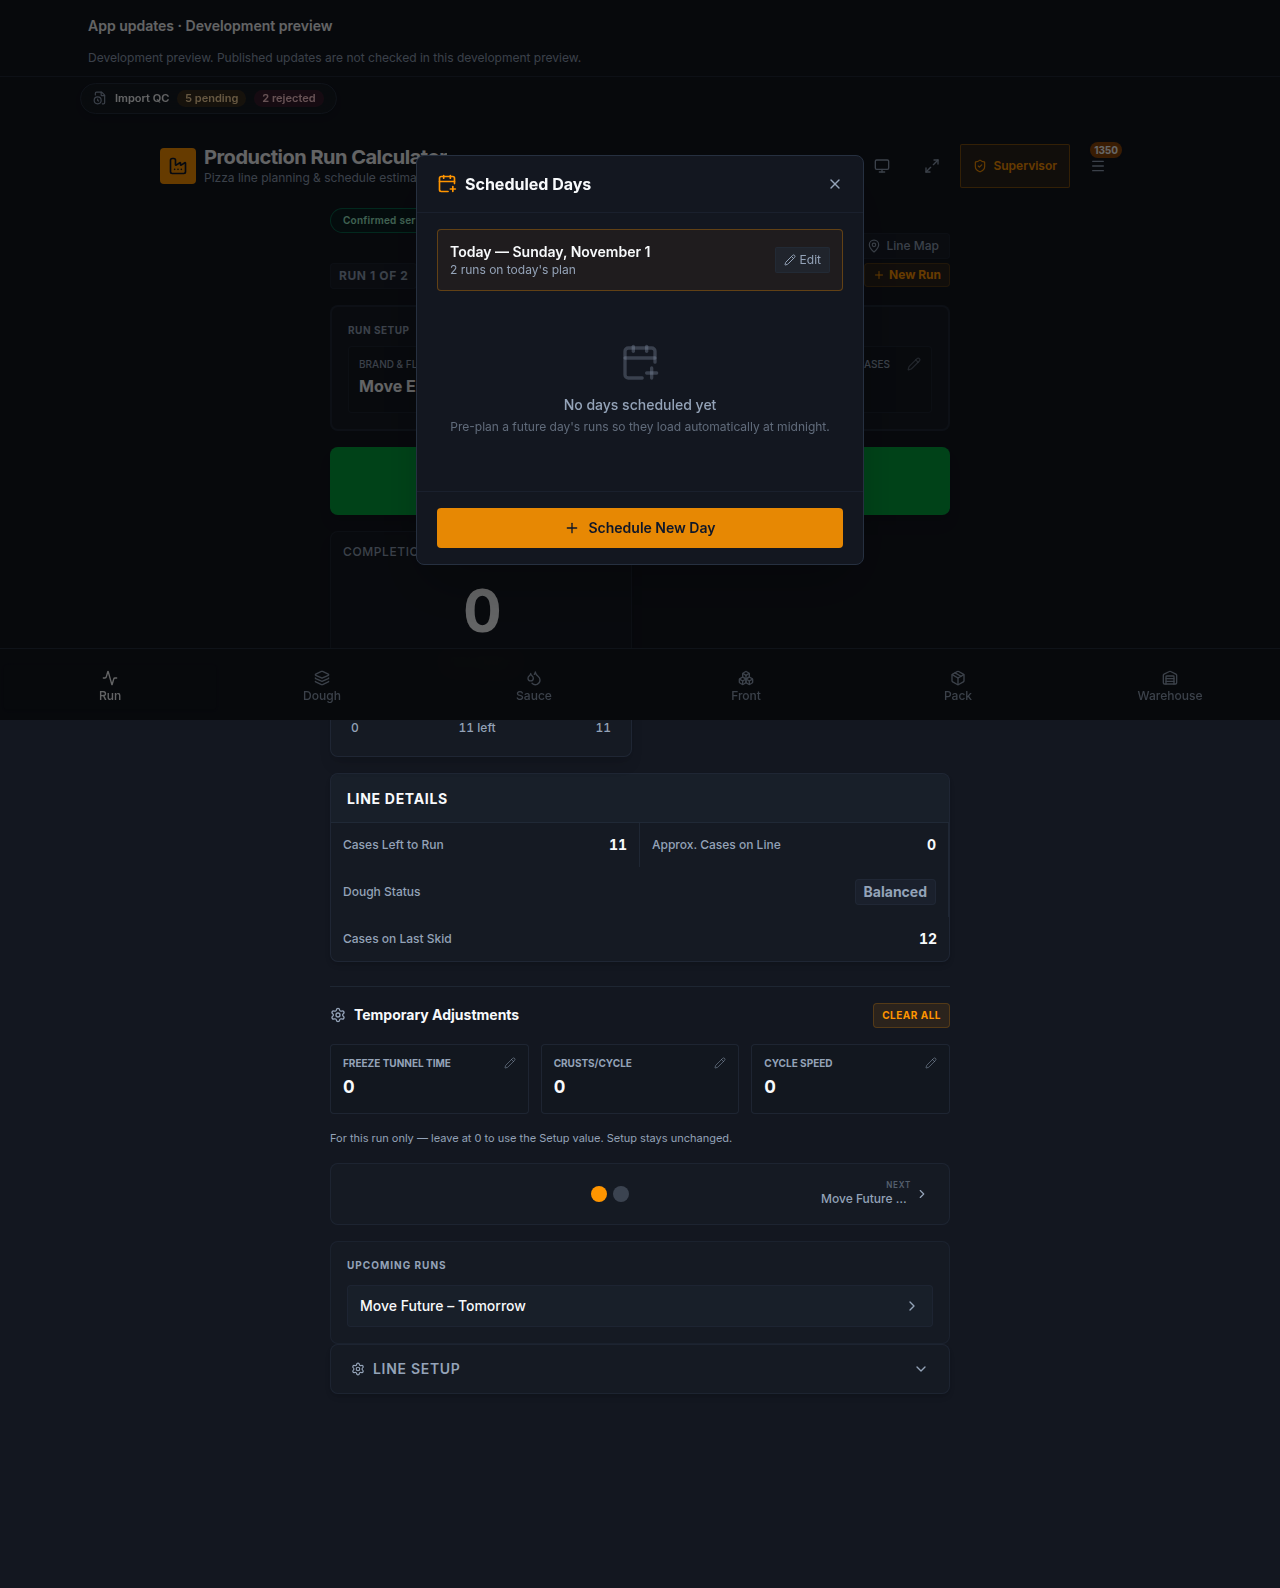 App updates · Development preview
Development preview. Published updates are not checked in this development preview.
Import QC 5 pending 2 rejected
Production Run Calculator
Pizza line planning & schedule estima
Supervisor
1350
Confirmed ser
Line Map
RUN 1 OF 2
+ New Run
RUN SETUP
BRAND & FL
ASES
Move E
Scheduled Days
Today — Sunday, November 1
2 runs on today's plan
Edit
No days scheduled yet
Pre-plan a future day's runs so they load automatically at midnight.
+ Schedule New Day
COMPLETIO
0
Run
Dough
Sauce
Front
Pack
Warehouse
0 11 left 11
LINE DETAILS
Cases Left to Run 11 Approx. Cases on Line 0
Dough Status Balanced
Cases on Last Skid 12
Temporary Adjustments CLEAR ALL
FREEZE TUNNEL TIME CRUSTS/CYCLE CYCLE SPEED
0 0 0
For this run only — leave at 0 to use the Setup value. Setup stays unchanged.
NEXT
Move Future ...
UPCOMING RUNS
Move Future – Tomorrow
LINE SETUP